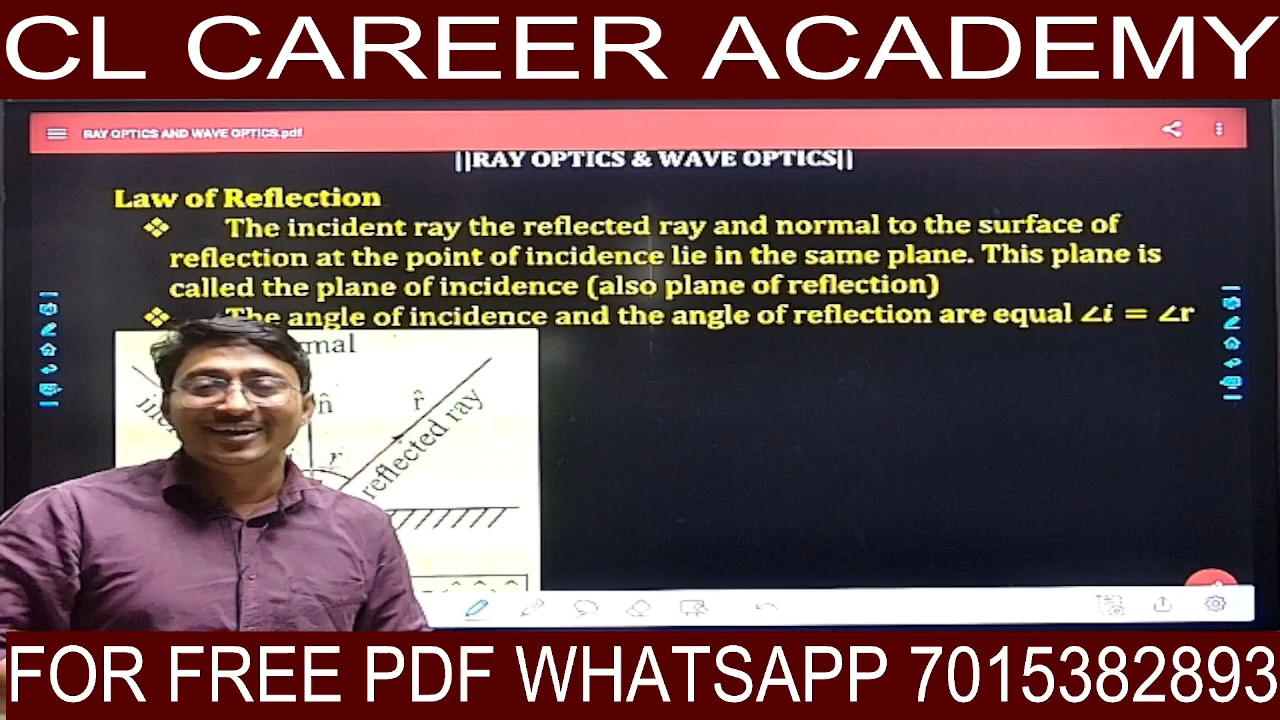 CL CAREER ACADEMY
RAY OPTICS AND WAVE OPTICS.pdf
||RAY OPTICS & WAVE OPTICS||
Law of Reflection
❖ The incident ray the reflected ray and normal to the surface of
reflection at the point of incidence lie in the same plane. This plane is
called the plane of incidence (also plane of reflection)
❖ The angle of incidence and the angle of reflection are equal ∠i = ∠r
n̂
r̂
r
reflected ray
FOR FREE PDF WHATSAPP 7015382893